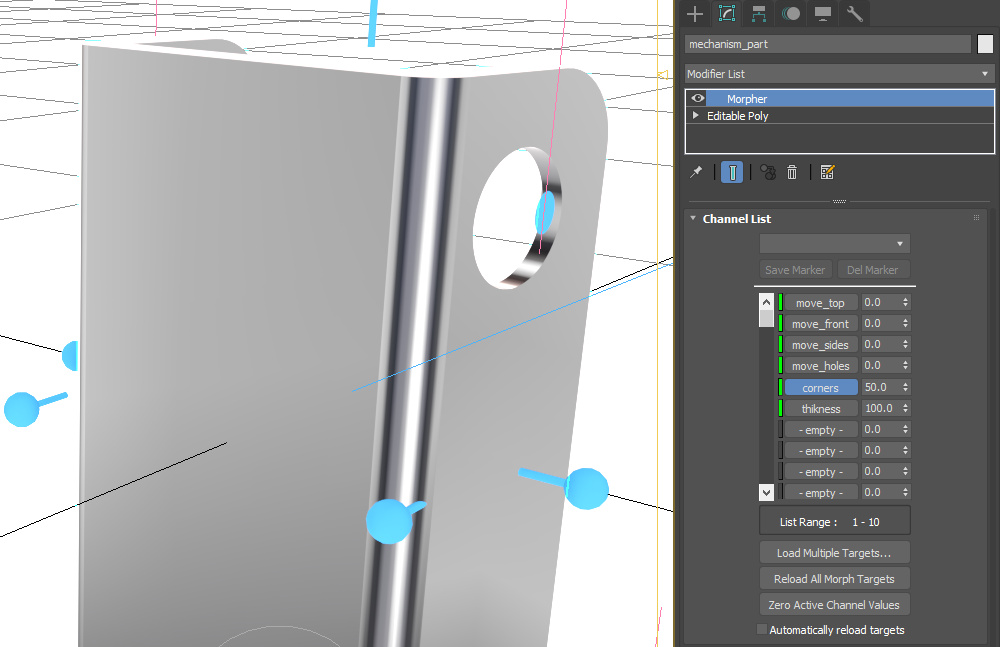 mechanism_part
Modifier List
Morpher
Editable Poly
Channel List
Save Marker Del Marker
move_top 0.0
move_front 0.0
move_sides 0.0
move_holes 0.0
corners 50.0
thikness 100.0
- empty - 0.0
- empty - 0.0
- empty - 0.0
- empty - 0.0
List Range : 1 - 10
Load Multiple Targets...
Reload All Morph Targets
Zero Active Channel Values
Automatically reload targets